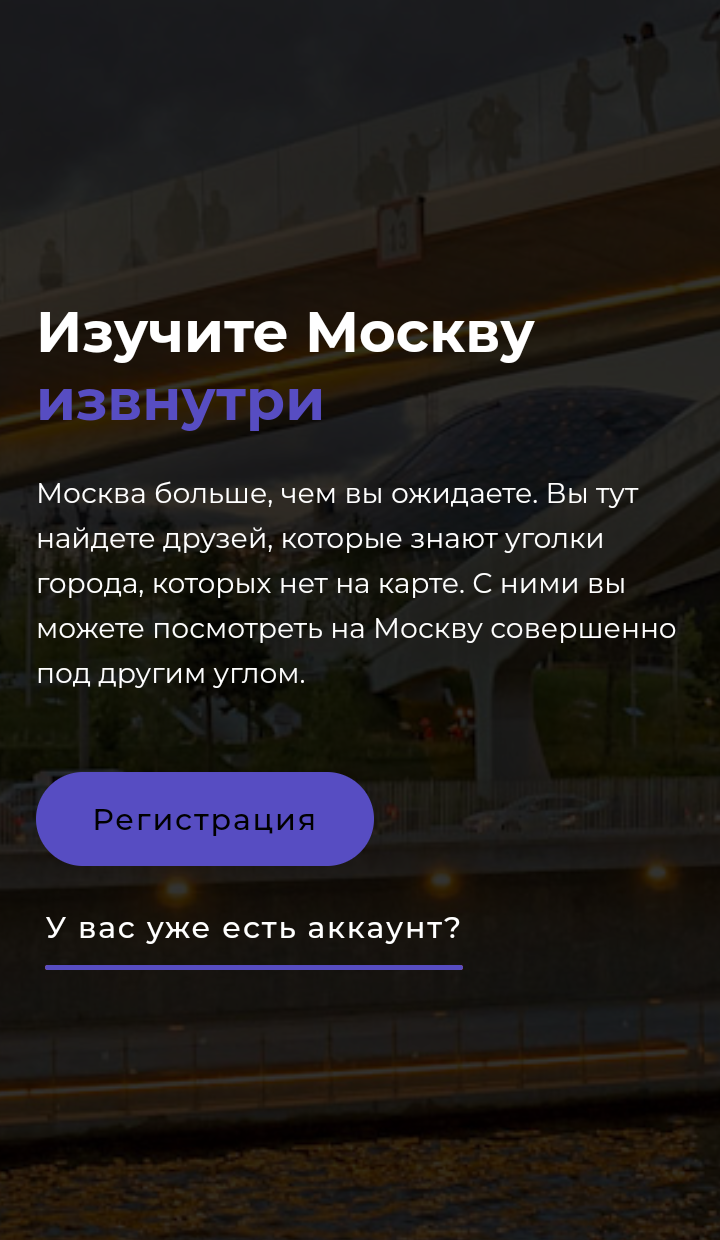 Изучите Москву
извнутри
Москва больше, чем вы ожидаете. Вы тут
найдете друзей, которые знают уголки
города, которых нет на карте. С ними вы
можете посмотреть на Москву совершенно
под другим углом.
Регистрация
У вас уже есть аккаунт?